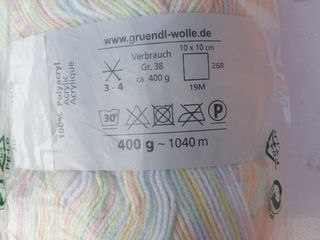 www.gruendl-wolle.de
100% Polyacryl
Acrylic
Acrylique
3 - 4
Verbrauch
Gr. 38
ca. 400 g
10 x 10 cm
26R
19M
30°
P
400 g ~ 1040 m